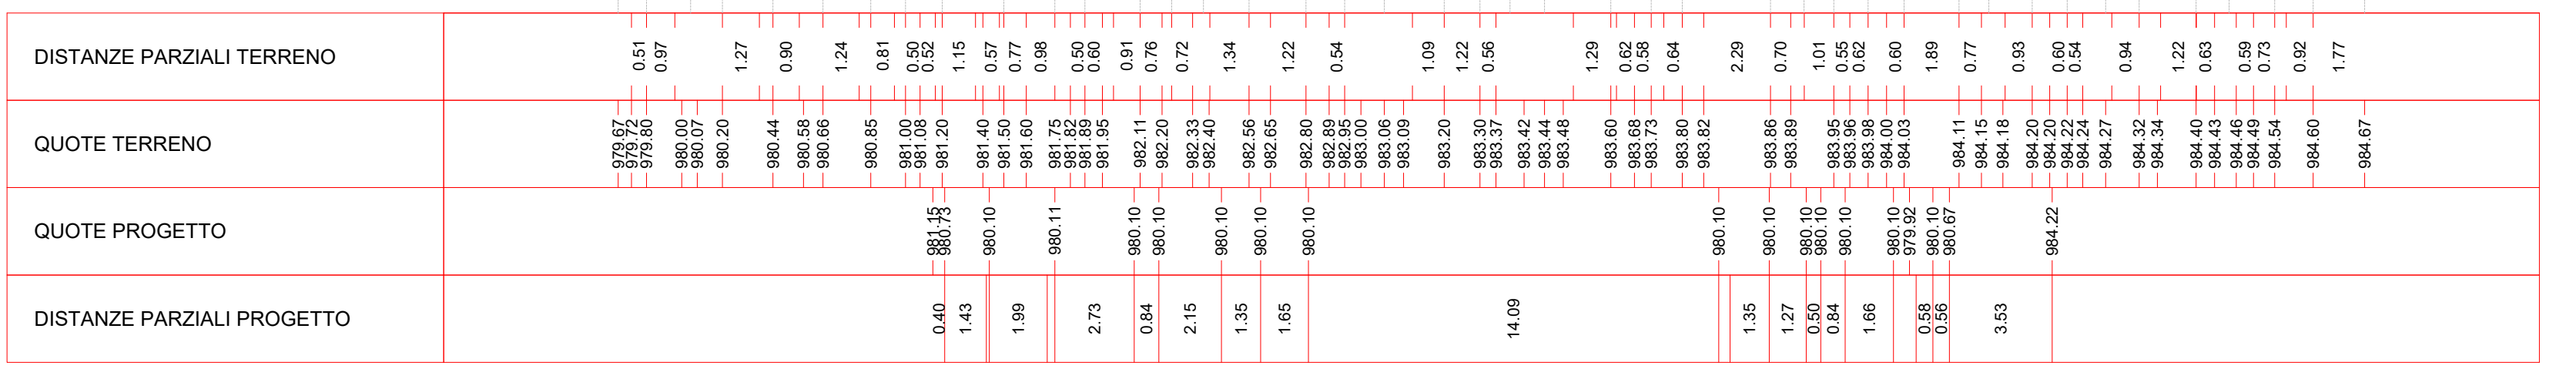 DISTANZE PARZIALI TERRENO 0.51 0.97 1.27 0.90 1.24 0.81 0.50 0.52 1.15 0.57 0.77 0.98 0.50 0.60 0.91 0.76 0.72 1.34 1.22 0.54 1.09 1.22 0.56 1.29 0.62 0.58 0.64 2.29 0.70 1.01 0.55 0.62 0.60 1.89 0.77 0.93 0.60 0.54 0.94 1.22 0.63 0.59 0.73 0.92 1.77
QUOTE TERRENO 979.67 979.72 979.80 980.00 980.07 980.20 980.44 980.58 980.66 980.85 981.00 981.08 981.20 981.40 981.50 981.60 981.75 981.82 981.89 981.95 982.11 982.20 982.33 982.40 982.56 982.65 982.80 982.89 982.95 983.00 983.06 983.09 983.20 983.30 983.37 983.42 983.44 983.48 983.60 983.68 983.73 983.80 983.82 983.86 983.89 983.95 983.96 983.98 984.00 984.03 984.11 984.15 984.18 984.20 984.20 984.22 984.24 984.27 984.32 984.34 984.40 984.43 984.46 984.49 984.54 984.60 984.67
QUOTE PROGETTO 981.15 980.73 980.10 980.11 980.10 980.10 980.10 980.10 980.10 980.10 980.10 980.10 980.10 980.10 980.10 979.92 980.10 980.67 984.22
DISTANZE PARZIALI PROGETTO 0.40 1.43 1.99 2.73 0.84 2.15 1.35 1.65 14.09 1.35 1.27 0.50 0.84 1.66 0.58 0.56 3.53